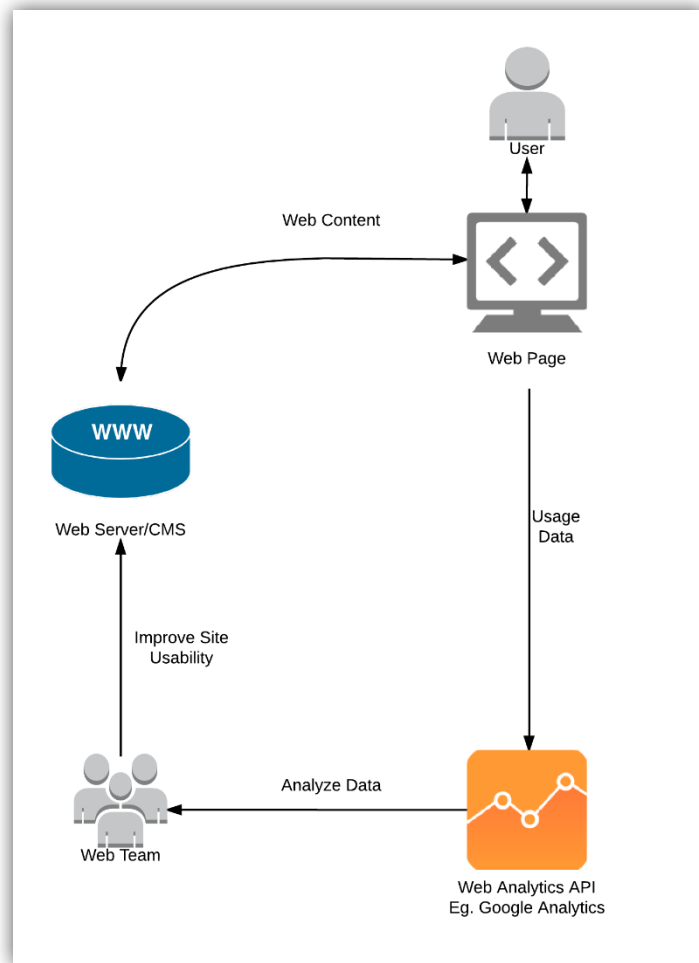 User
Web Content
Web Page
WWW
Web Server/CMS
Usage
Data
Improve Site
Usability
Analyze Data
Web Team
Web Analytics API
Eg. Google Analytics